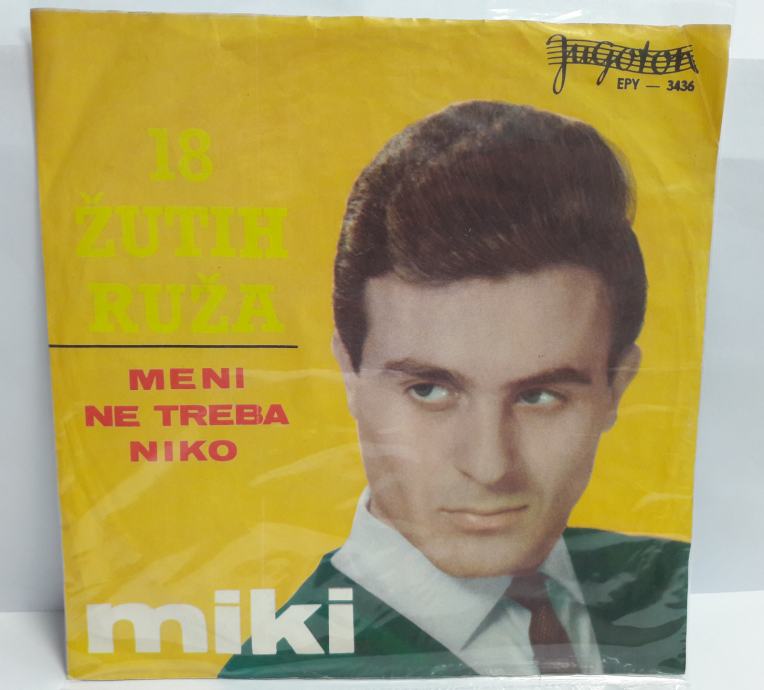 Jugoton
EPY — 3436
18
ŽUTIH
RUŽA
MENI
NE TREBA
NIKO
miki